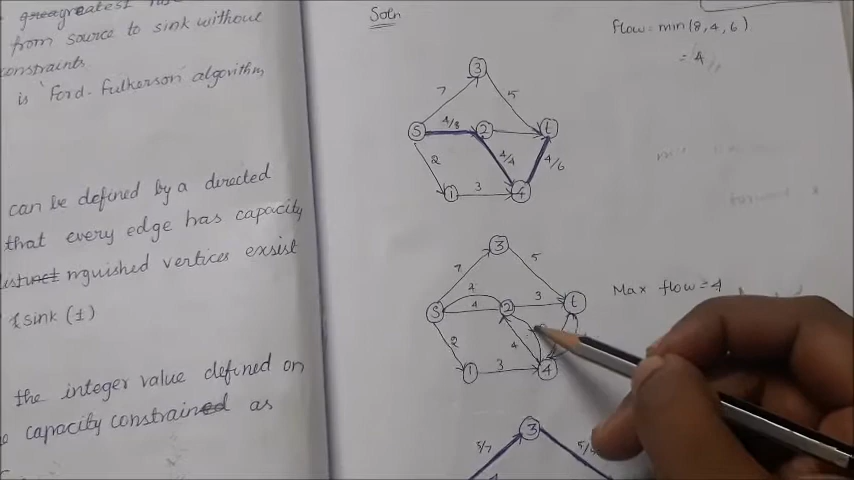 greatest
from source to sink without
constraints.
is 'Ford-Fulkerson' algorithm,
can be defined by a directed
that every edge has capacity
nguished vertices exsist
& sink (t)
the integer value defined on
capacity constrained as
Soln
flow = min(8,4,6)
= 4
3
7
5
S
4/8
2
t
2
4/4
4/6
1
3
4
3
7
5
S
4
2
3
t
2
4
1
3
4
Max flow = 4
3
5/7